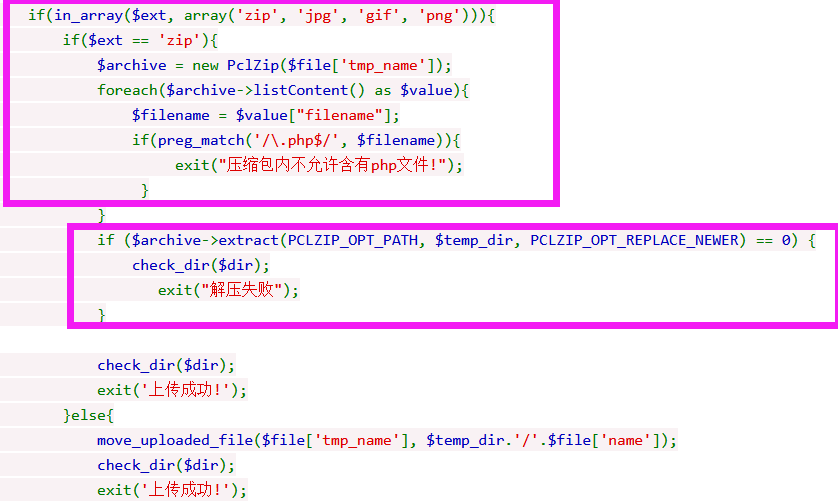 if(in_array($ext, array('zip', 'jpg', 'gif', 'png'))){
if($ext == 'zip'){
$archive = new PclZip($file['tmp_name']);
foreach($archive->listContent() as $value){
$filename = $value["filename"];
if(preg_match('/\.php$/', $filename)){
exit("压缩包内不允许含有php文件!");
}
}
if ($archive->extract(PCLZIP_OPT_PATH, $temp_dir, PCLZIP_OPT_REPLACE_NEWER) == 0) {
check_dir($dir);
exit("解压失败");
}
check_dir($dir);
exit('上传成功!');
}else{
move_uploaded_file($file['tmp_name'], $temp_dir.'/'.$file['name']);
check_dir($dir);
exit('上传成功!');